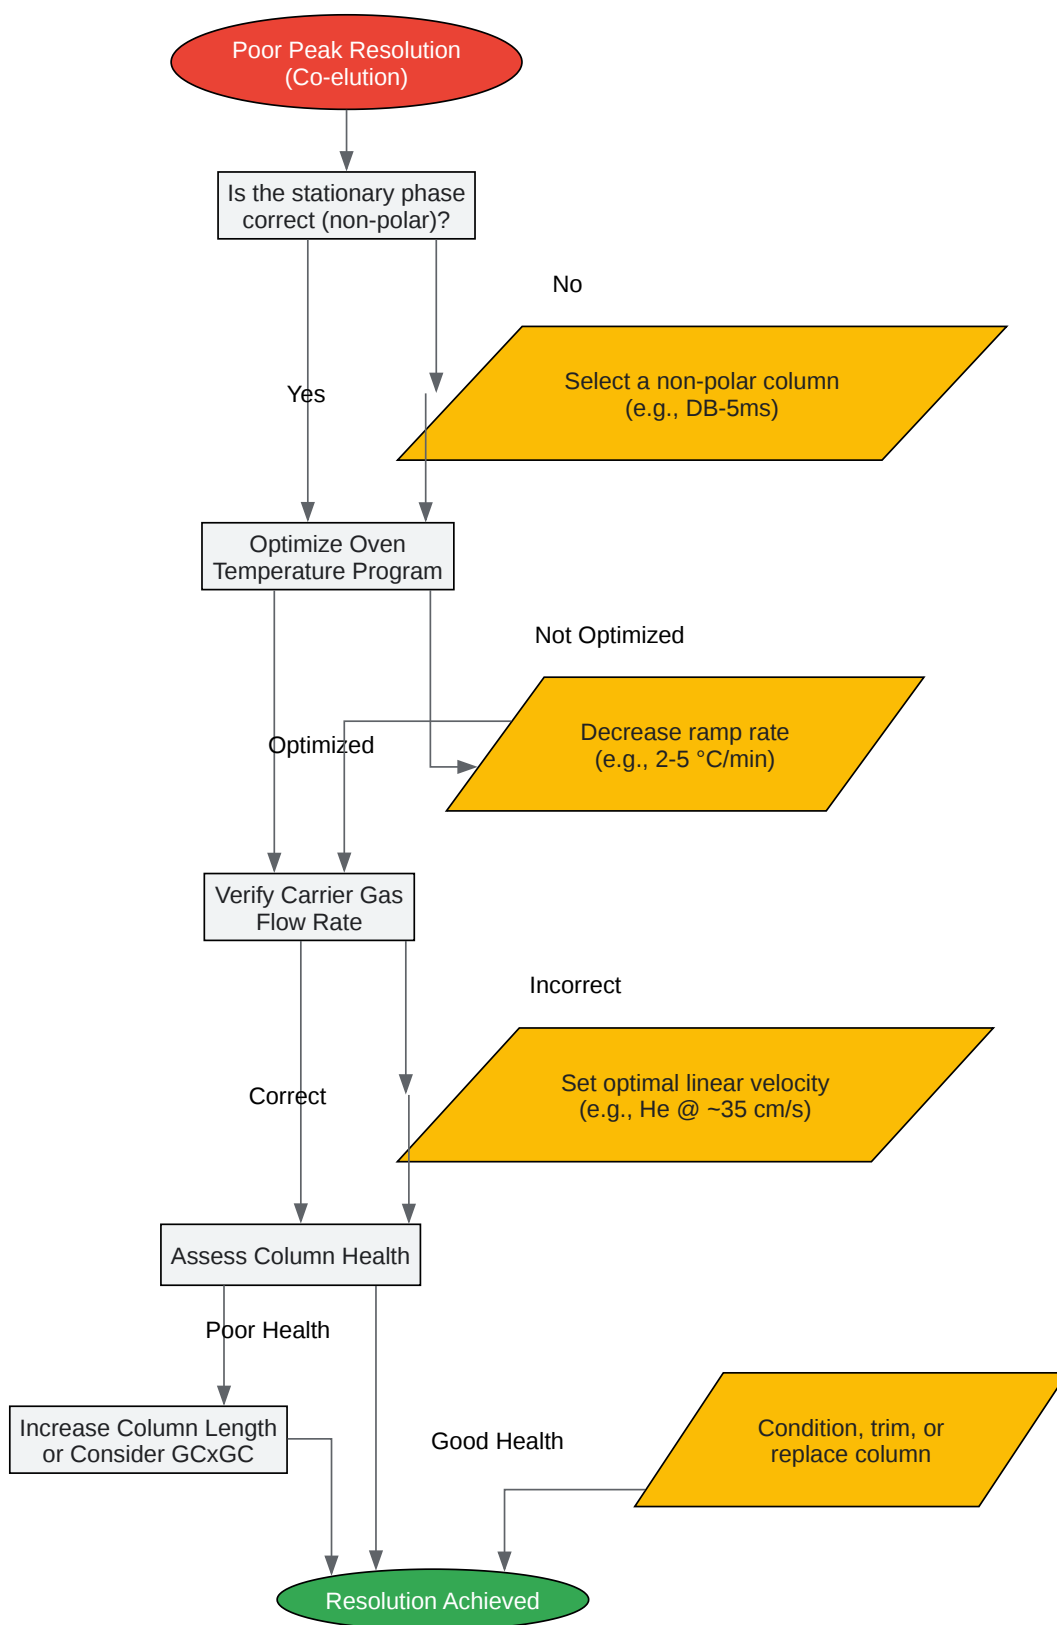 Poor Peak Resolution
(Co-elution)
Is the stationary phase
correct (non-polar)?
No
Select a non-polar column
(e.g., DB-5ms)
Yes
Optimize Oven
Temperature Program
Not Optimized
Decrease ramp rate
(e.g., 2-5 °C/min)
Optimized
Verify Carrier Gas
Flow Rate
Incorrect
Set optimal linear velocity
(e.g., He @ ~35 cm/s)
Correct
Assess Column Health
Poor Health
Increase Column Length
or Consider GCxGC
Good Health
Condition, trim, or
replace column
Resolution Achieved